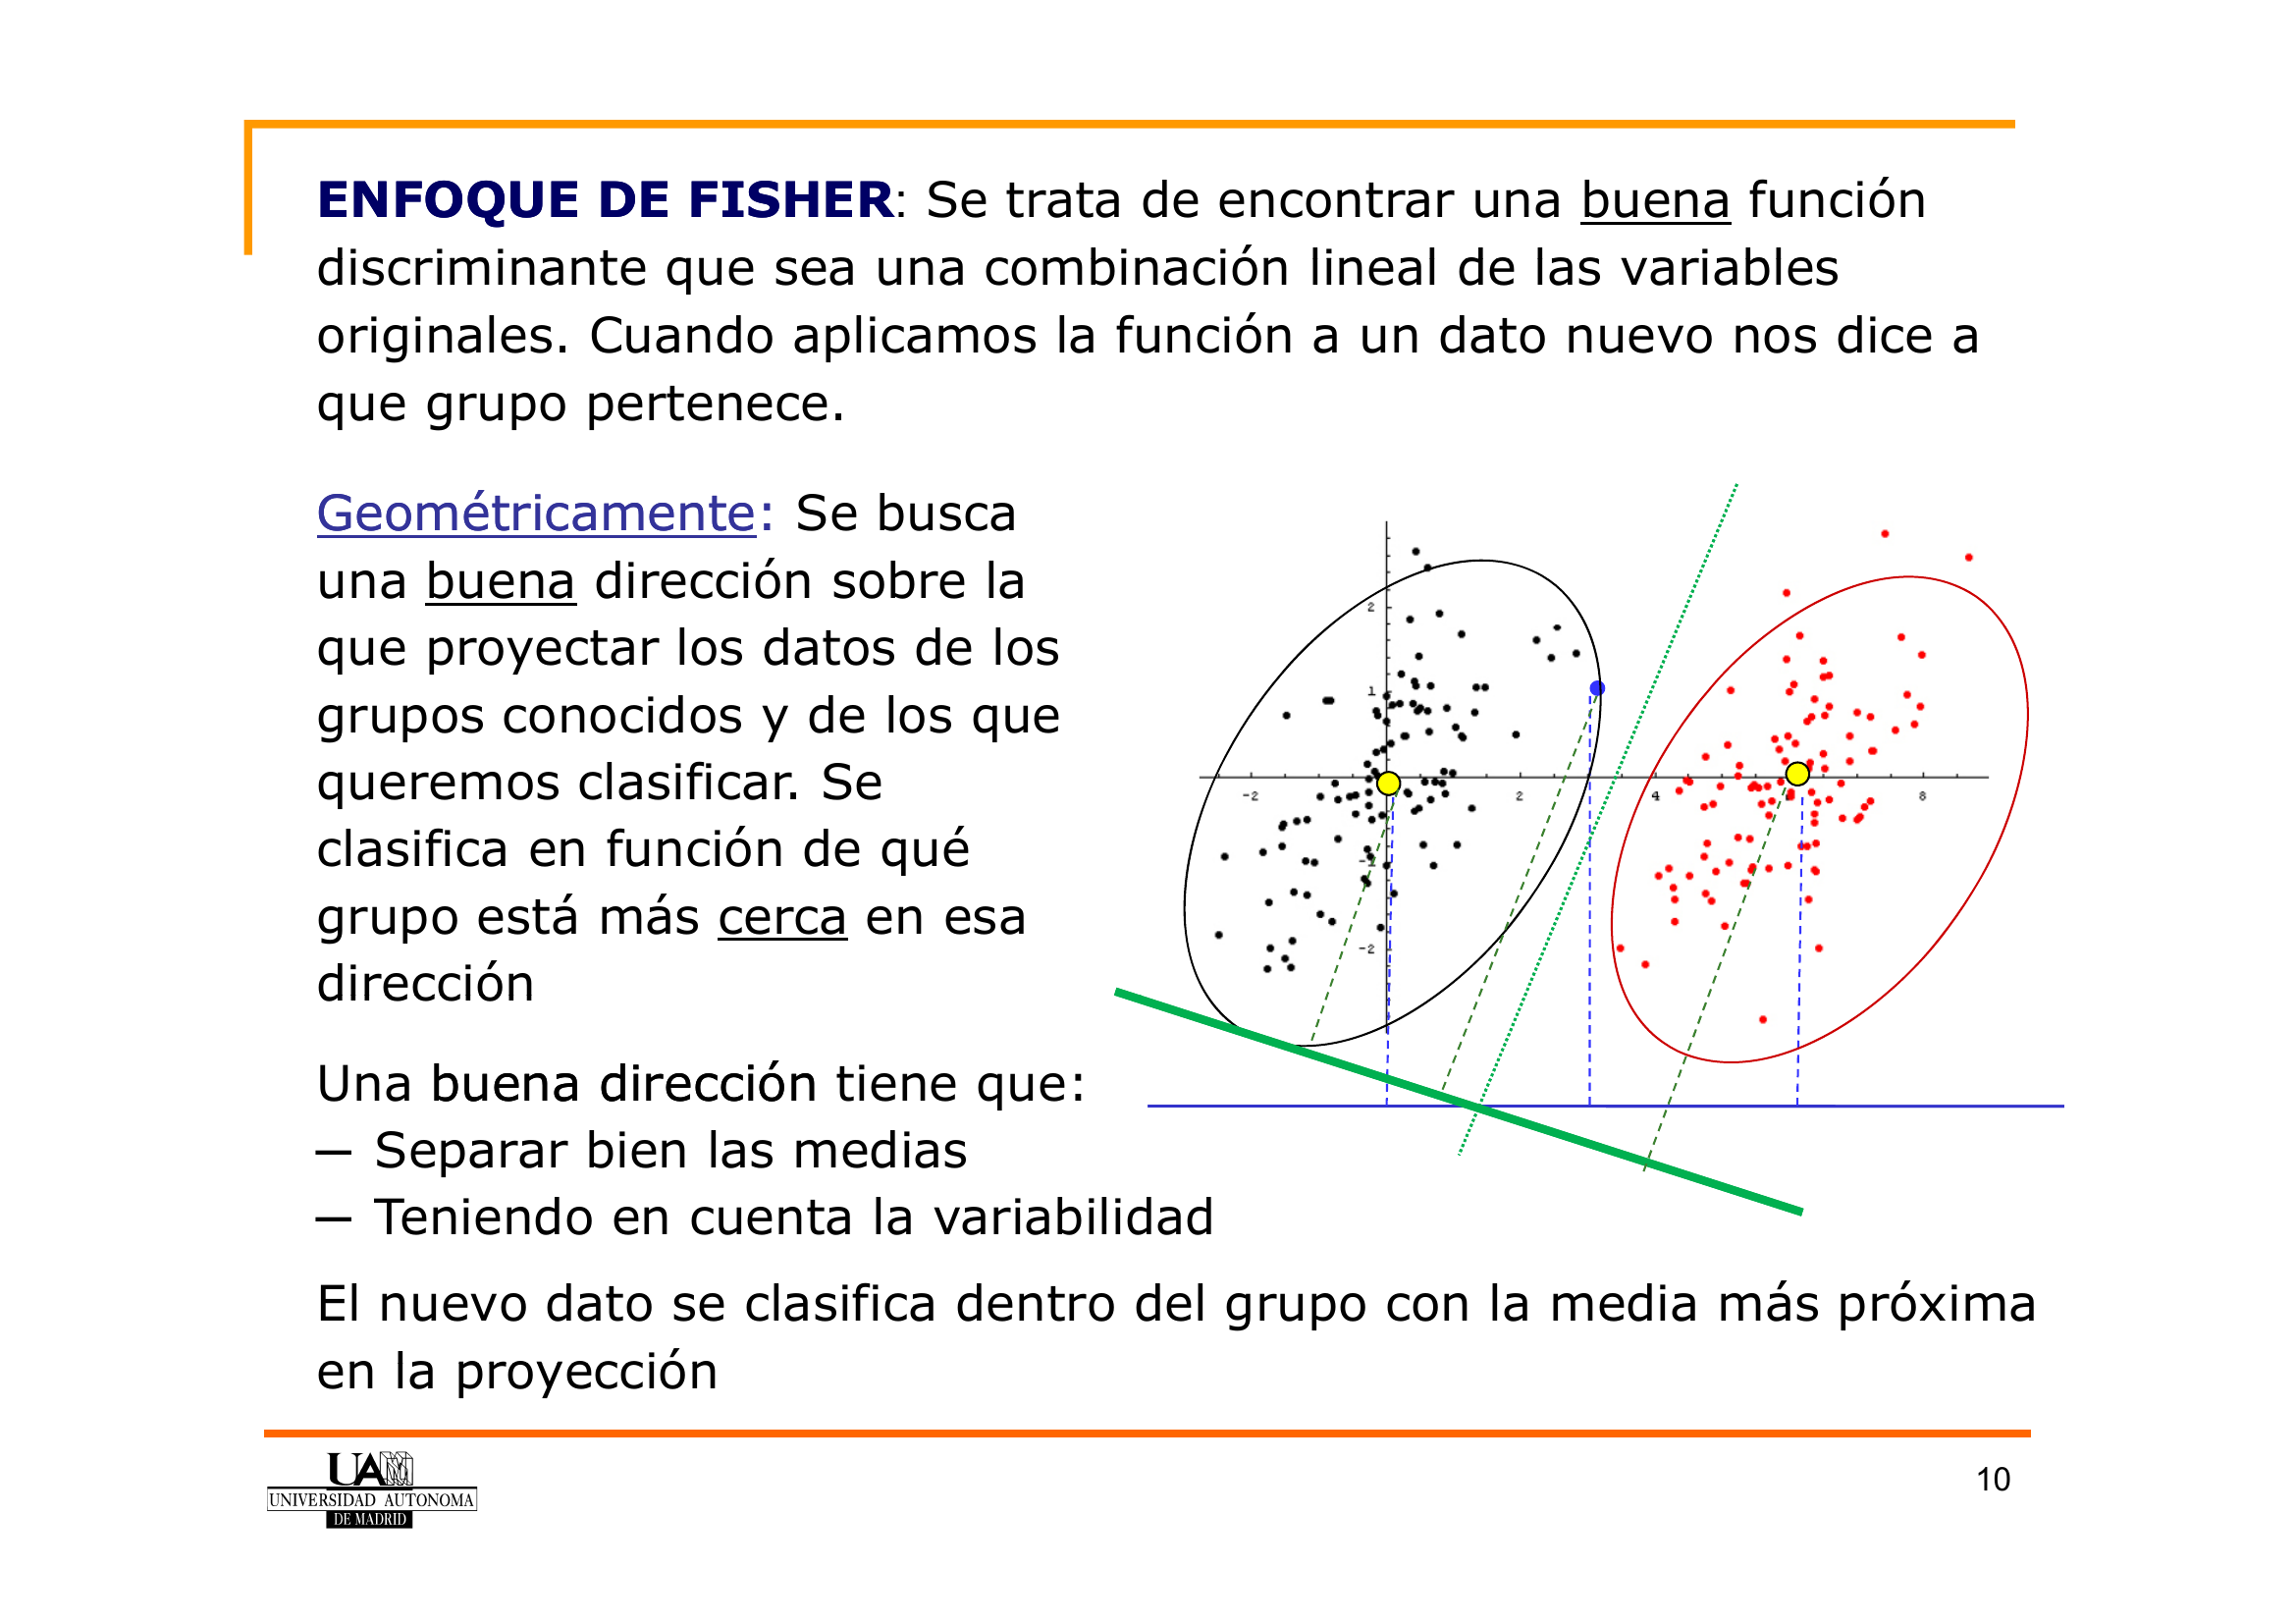 ENFOQUE DE FISHER: Se trata de encontrar una buena función
discriminante que sea una combinación lineal de las variables
originales. Cuando aplicamos la función a un dato nuevo nos dice a
que grupo pertenece.
Geométricamente: Se busca
una buena dirección sobre la
que proyectar los datos de los
grupos conocidos y de los que
queremos clasificar. Se
clasifica en función de qué
grupo está más cerca en esa
dirección
2
1
-2 2 4 8
-1
-2
Una buena dirección tiene que:
— Separar bien las medias
— Teniendo en cuenta la variabilidad
El nuevo dato se clasifica dentro del grupo con la media más próxima
en la proyección
UAM
UNIVERSIDAD AUTONOMA
DE MADRID
10